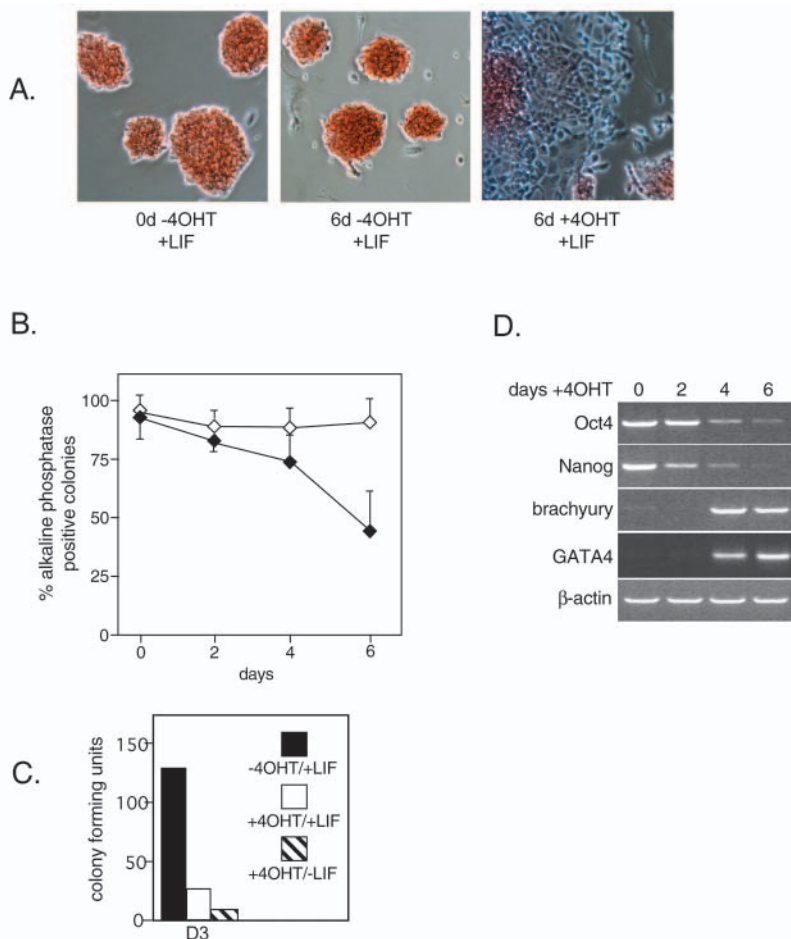 A.
0d -4OHT
+LIF
6d -4OHT
+LIF
6d +4OHT
+LIF
B.
% alkaline phosphatase
positive colonies
100
75
50
25
0
0 2 4 6
days
C.
colony forming units
150
100
50
0
D3
-4OHT/+LIF
+4OHT/+LIF
+4OHT/-LIF
D.
days +4OHT 0 2 4 6
Oct4
Nanog
brachyury
GATA4
β-actin